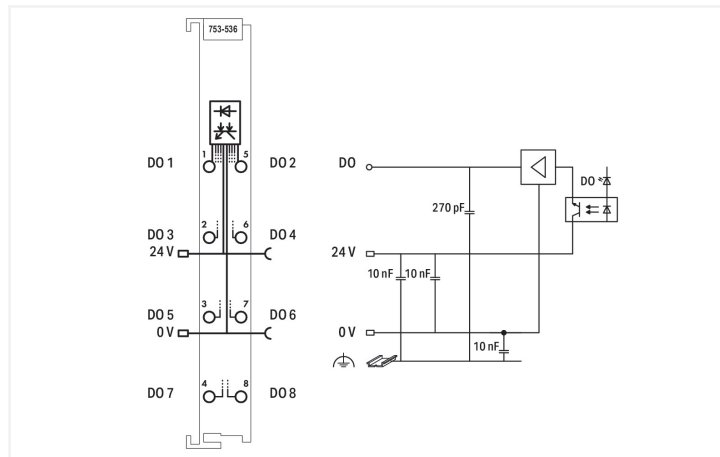 753-536
1 5
DO 1 DO 2 DO DO
270 pF
2 6
DO 3 DO 4
24 V 24 V
10 nF 10 nF
3 7
DO 5 DO 6
0 V 0 V
10 nF
4 8
DO 7 DO 8